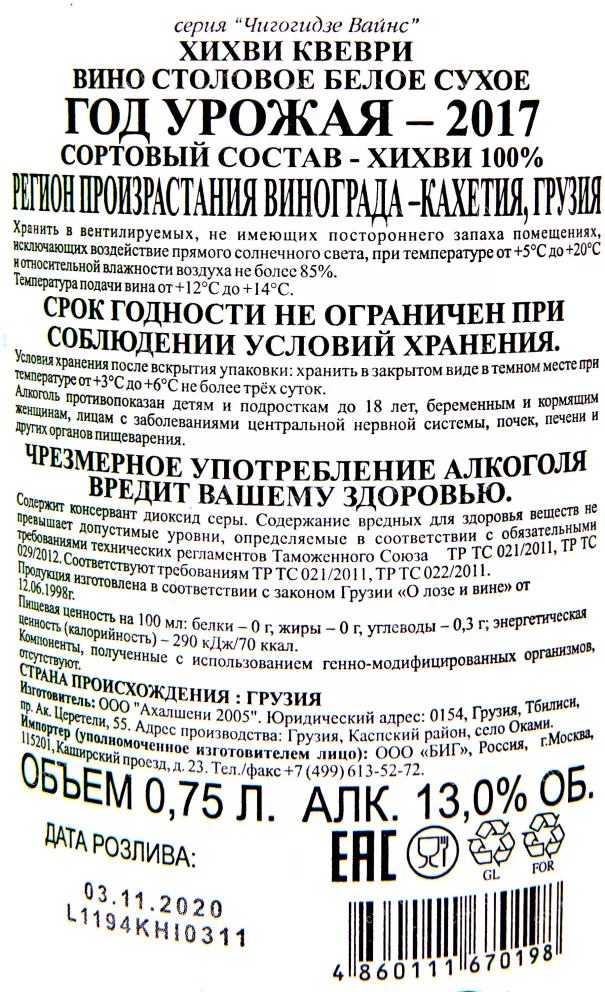 серия "Чигогидзе Вайнс"
ХИХВИ КВЕВРИ
ВИНО СТОЛОВОЕ БЕЛОЕ СУХОЕ
ГОД УРОЖАЯ – 2017
СОРТОВЫЙ СОСТАВ - ХИХВИ 100%
РЕГИОН ПРОИЗРАСТАНИЯ ВИНОГРАДА –КАХЕТИЯ, ГРУЗИЯ
Хранить в вентилируемых, не имеющих постороннего запаха помещениях,
исключающих воздействие прямого солнечного света, при температуре от +5°С до +20°С
и относительной влажности воздуха не более 85%.
Температура подачи вина от +12°С до +14°С.
СРОК ГОДНОСТИ НЕ ОГРАНИЧЕН ПРИ
СОБЛЮДЕНИИ УСЛОВИЙ ХРАНЕНИЯ.
Условия хранения после вскрытия упаковки: хранить в закрытом виде в темном месте при
температуре от +3°С до +6°С не более трёх суток.
Алкоголь противопоказан детям и подросткам до 18 лет, беременным и кормящим
женщинам, лицам с заболеваниями центральной нервной системы, почек, печени и
других органов пищеварения.
ЧРЕЗМЕРНОЕ УПОТРЕБЛЕНИЕ АЛКОГОЛЯ
ВРЕДИТ ВАШЕМУ ЗДОРОВЬЮ.
Содержит консервант диоксид серы. Содержание вредных для здоровья веществ не
превышает допустимые уровни, определяемые в соответствии с обязательными
требованиями технических регламентов Таможенного Союза ТР ТС 021/2011, ТР ТС
029/2012. Соответствуют требованиям ТР ТС 021/2011, ТР ТС 022/2011.
Продукция изготовлена в соответствии с законом Грузии «О лозе и вине» от
12.06.1998г.
Пищевая ценность на 100 мл: белки – 0 г, жиры – 0 г, углеводы – 0,3 г; энергетическая
ценность (калорийность) – 290 кДж/70 ккал.
Компоненты, полученные с использованием генно-модифицированных организмов,
отсутствуют.
СТРАНА ПРОИСХОЖДЕНИЯ : ГРУЗИЯ
Изготовитель: ООО "Ахалшени 2005". Юридический адрес: 0154, Грузия, Тбилиси,
пр. Ак. Церетели, 55. Адрес производства: Грузия, Каспский район, село Оками.
Импортер (уполномоченное изготовителем лицо): ООО «БИГ», Россия, г.Москва,
115201, Каширский проезд, д. 23. Тел./факс +7 (499) 613-52-72.
ОБЪЕМ 0,75 Л. АЛК. 13,0% ОБ.
ДАТА РОЗЛИВА:
03.11.2020
L1194KHI0311
EAC
GL
FOR
4 860111 670198